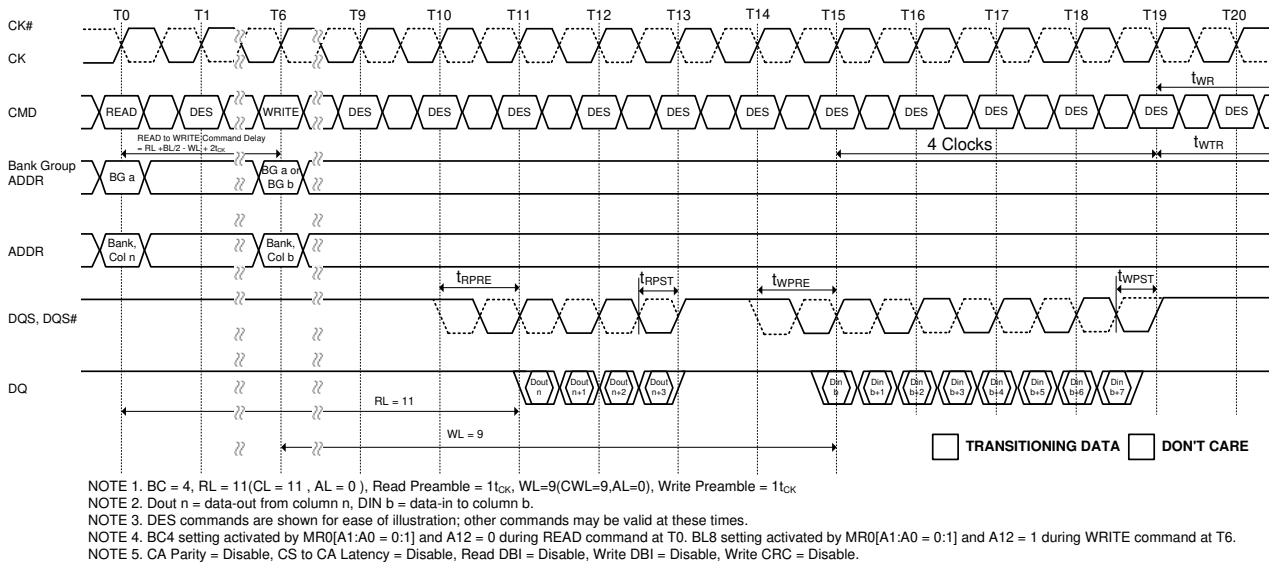 T0 T1 T6 T9 T10 T11 T12 T13 T14 T15 T16 T17 T18 T19 T20
CK#
CK
tWR
CMD READ DES WRITE DES DES DES DES DES DES DES DES DES DES DES DES
READ to WRITE Command Delay
= RL +BL/2 - WL + 2tCK
4 Clocks
tWTR
Bank Group
ADDR
BG a
BG a or
BG b
ADDR
Bank,
Col n
Bank,
Col b
tRPRE tRPST tWPRE tWPST
DQS, DQS#
DQ
Dout
n
Dout
n+1
Dout
n+2
Dout
n+3
Din
b
Din
b+1
Din
b+2
Din
b+3
Din
b+4
Din
b+5
Din
b+6
Din
b+7
RL = 11
WL = 9
TRANSITIONING DATA DON'T CARE
NOTE 1. BC = 4, RL = 11(CL = 11 , AL = 0 ), Read Preamble = 1tCK, WL=9(CWL=9,AL=0), Write Preamble = 1tCK
NOTE 2. Dout n = data-out from column n, DIN b = data-in to column b.
NOTE 3. DES commands are shown for ease of illustration; other commands may be valid at these times.
NOTE 4. BC4 setting activated by MR0[A1:A0 = 0:1] and A12 = 0 during READ command at T0. BL8 setting activated by MR0[A1:A0 = 0:1] and A12 = 1 during WRITE command at T6.
NOTE 5. CA Parity = Disable, CS to CA Latency = Disable, Read DBI = Disable, Write DBI = Disable, Write CRC = Disable.